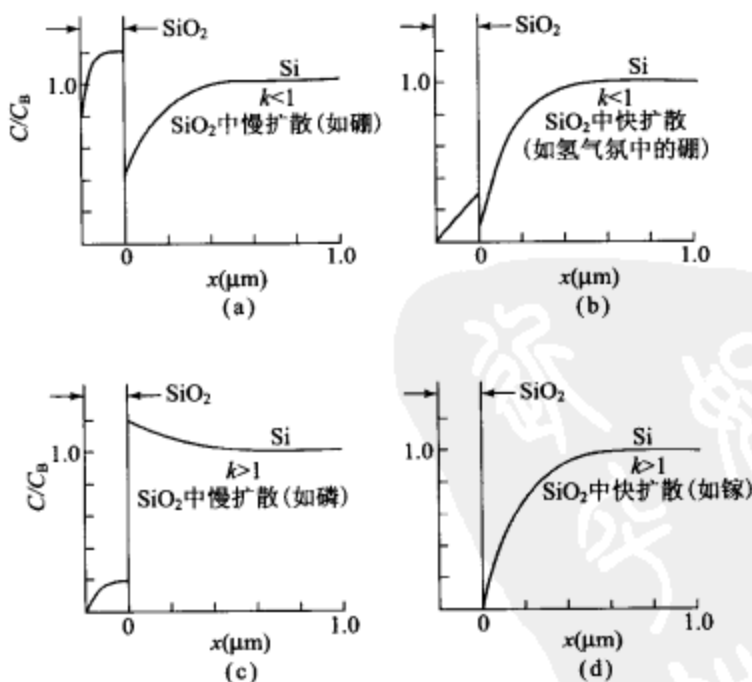 (a)
SiO₂
C/C_B
1.0
Si
k<1
SiO₂中慢扩散(如硼)
0
1.0
x(μm)
(a)
(b)
SiO₂
1.0
Si
k<1
SiO₂中快扩散
(如氢气氛中的硼)
0
1.0
x(μm)
(b)
SiO₂
C/C_B
1.0
Si
k>1
SiO₂中慢扩散(如磷)
0
1.0
x(μm)
(c)
SiO₂
1.0
Si
k>1
SiO₂中快扩散(如镓)
0
1.0
x(μm)
(d)